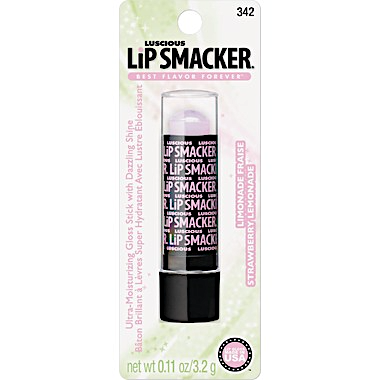 342
LUSCIOUS
LiP SMACKER®
BEST FLAVOR FOREVER
LUSCIOUS
LiP SMACKER
LUSCIOUS
R. LiP SMACKER.
LUSCIOUS
LiP SMACKER
LUSCIOUS
R. LiP SMACKER.
Ultra-Moisturizing Gloss Stick with Dazzling Shine
Bâton Brillant à Lèvres Super Hydratant Avec Lustre Éblouissant
LIMONADE FRAISE
STRAWBERRY LEMONADE
USA
net wt 0.11 oz/3.2 g